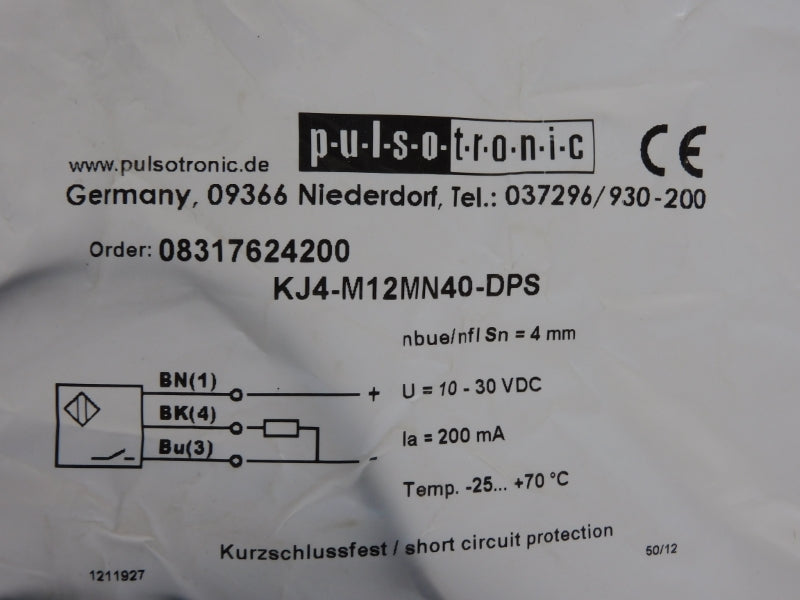 p·u·l·s·o·t·r·o·n·i·c CE
www.pulsotronic.de
Germany, 09366 Niederdorf, Tel.: 037296/930-200
Order: 08317624200
KJ4-M12MN40-DPS
nbue/nfl Sn = 4 mm
BN(1) + U = 10 - 30 VDC
BK(4)
Bu(3) - Ia = 200 mA
Temp. -25... +70 °C
Kurzschlussfest / short circuit protection 50/12
1211927